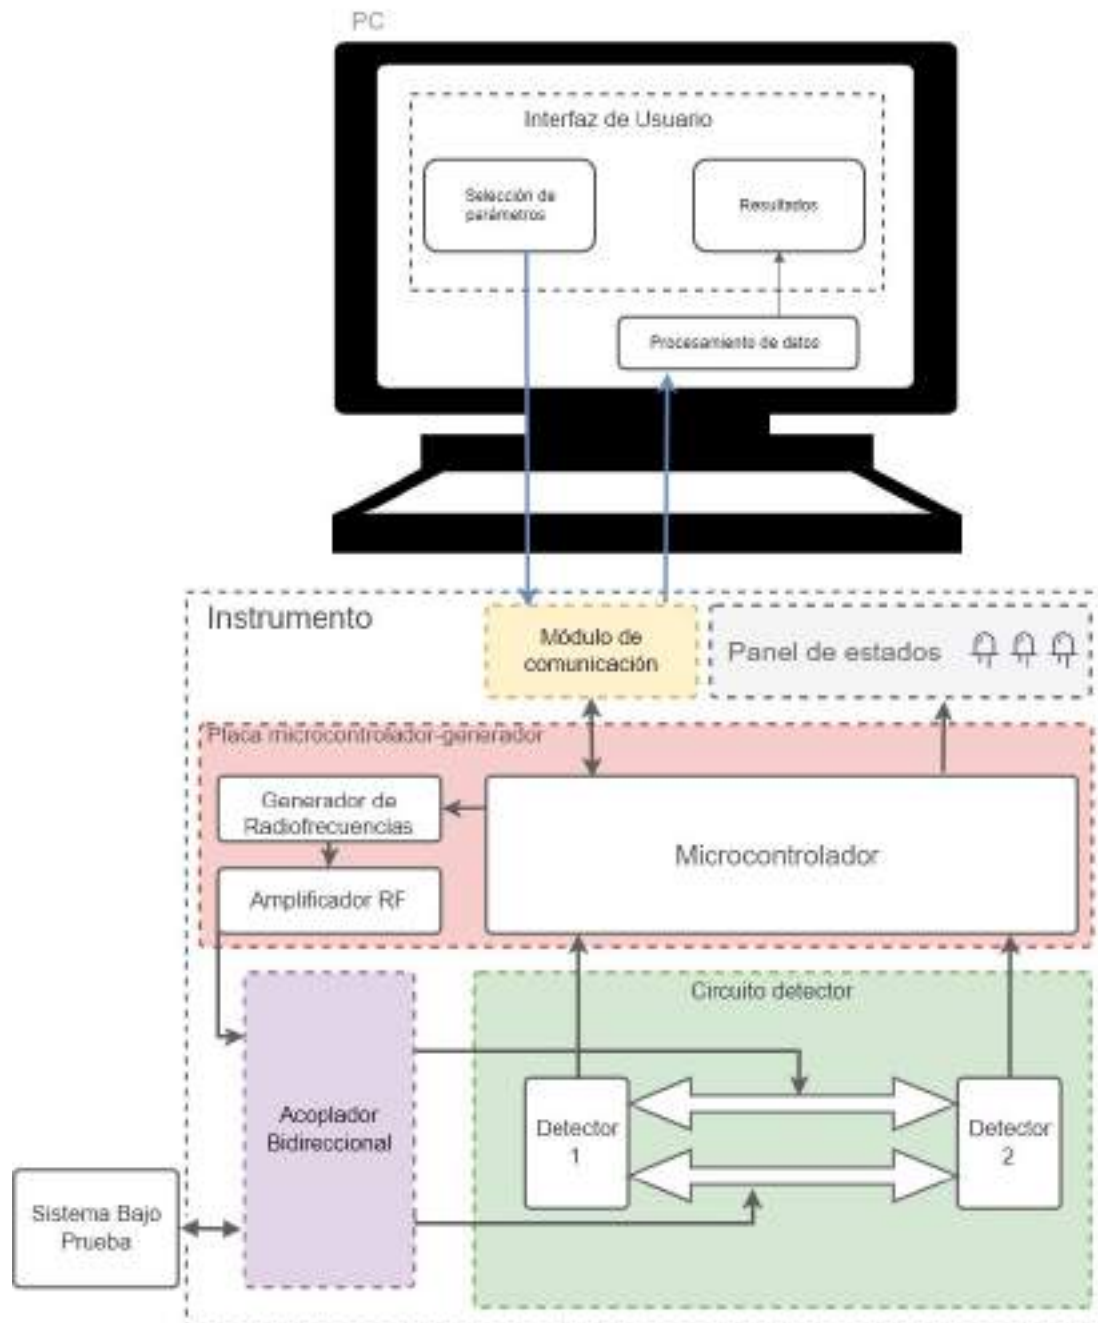 PC
Interfaz de Usuario
Selección de
parámetros
Resultados
Procesamiento de datos
Instrumento
Módulo de
comunicación
Panel de estados
Placa microcontrolador-generador
Generador de
Radiofrecuencias
Microcontrolador
Amplificador RF
Circuito detector
Acoplador
Bidireccional
Detector
1
Detector
2
Sistema Bajo
Prueba